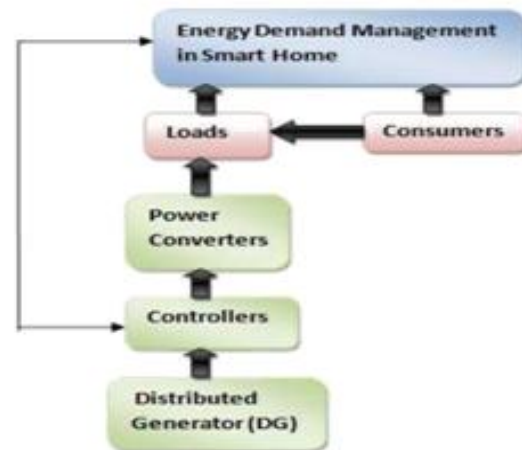 Energy Demand Management
in Smart Home
Loads
Consumers
Power
Converters
Controllers
Distributed
Generator (DG)